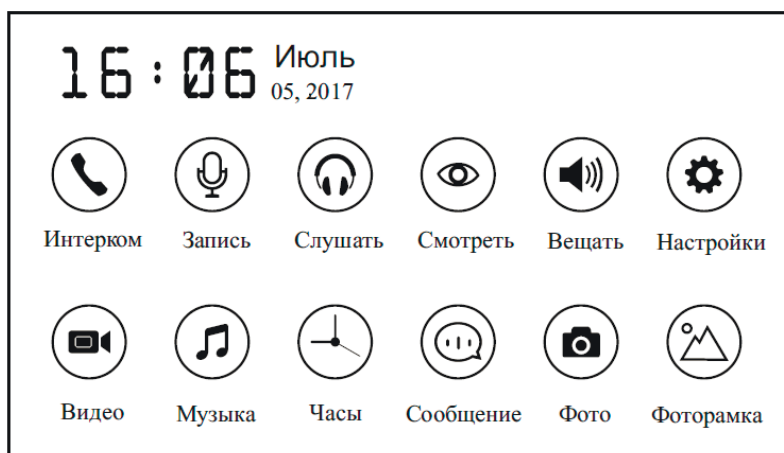 16:06 Июль
05, 2017
Интерком Запись Слушать Смотреть Вещать Настройки
Видео Музыка Часы Сообщение Фото Фоторамка